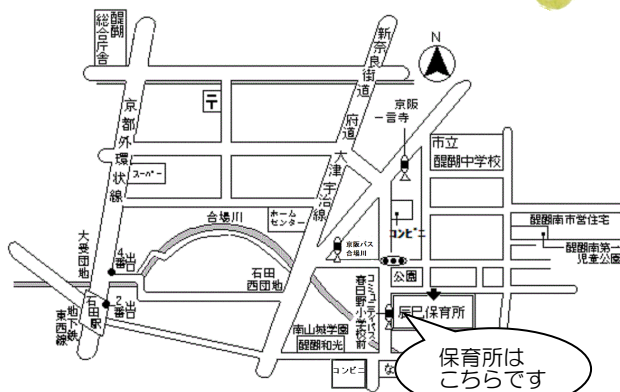 醍醐
総合庁舎
新奈良街道
N
京都外環状線
〒
府道
大津宇治線
京阪
一言寺
市立
醍醐中学校
スーパー
合場川
ホーム
センター
コンビニ
醍醐南市営住宅
醍醐南第一
児童公園
京阪バス
合場川
大受団地
4番出口
石田
西団地
公園
コミュニティバス
春日野小学校前
辰巳保育所
地下鉄
東西線
石田駅
2番出口
南山城学園
醍醐和光
コンビニ
な
保育所は
こちらです